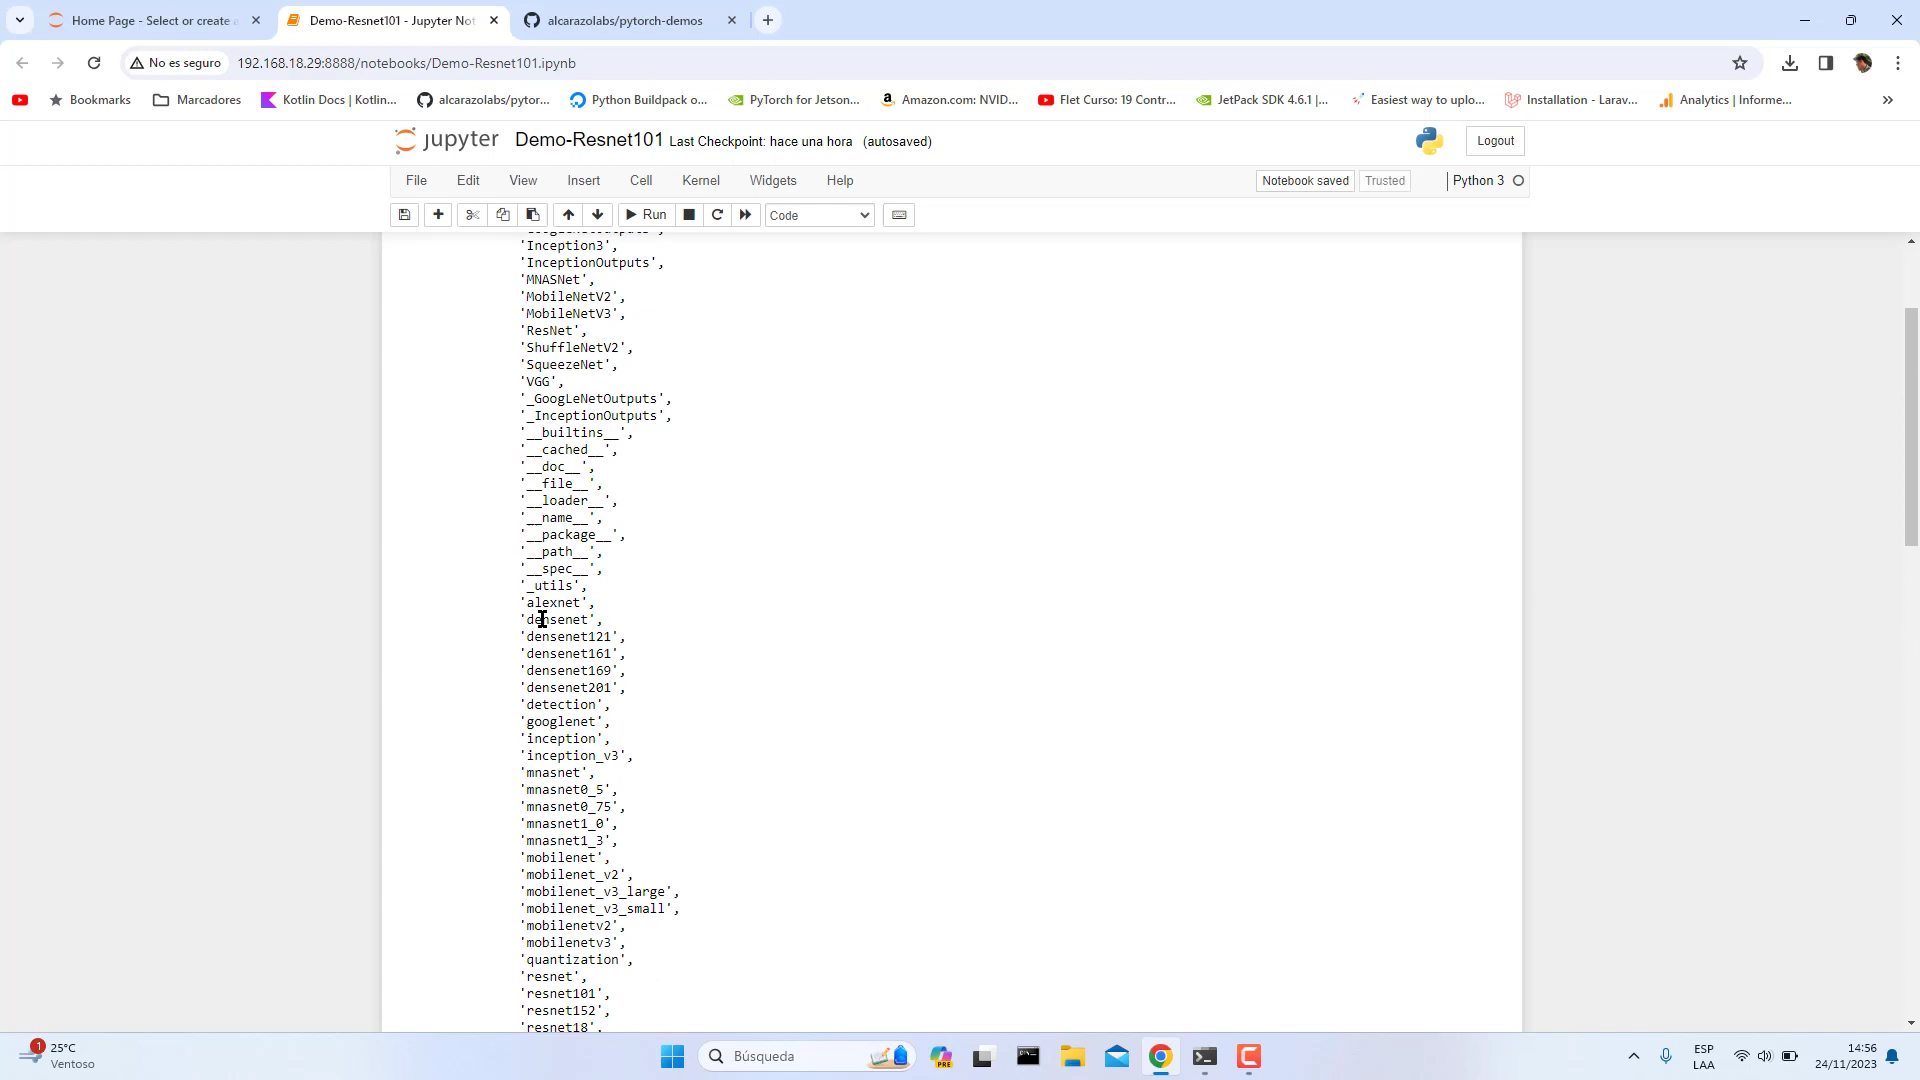 Home Page - Select or create a
Demo-Resnet101 - Jupyter Not
alcarazolabs/pytorch-demos
No es seguro
192.168.18.29:8888/notebooks/Demo-Resnet101.ipynb
Bookmarks
Marcadores
Kotlin Docs | Kotlin...
alcarazolabs/pytor...
Python Buildpack o...
PyTorch for Jetson...
Amazon.com: NVID...
Flet Curso: 19 Contr...
JetPack SDK 4.6.1 |...
Easiest way to uplo...
Installation - Larav...
Analytics | Informe...
jupyter
Demo-Resnet101 Last Checkpoint: hace una hora (autosaved)
Logout
File
Edit
View
Insert
Cell
Kernel
Widgets
Help
Notebook saved
Trusted
Python 3
Run
Code
'Inception3',
'InceptionOutputs',
'MNASNet',
'MobileNetV2',
'MobileNetV3',
'ResNet',
'ShuffleNetV2',
'SqueezeNet',
'VGG',
'_GoogLeNetOutputs',
'_InceptionOutputs',
'__builtins__',
'__cached__',
'__doc__',
'__file__',
'__loader__',
'__name__',
'__package__',
'__path__',
'__spec__',
'_utils',
'alexnet',
'densenet',
'densenet121',
'densenet161',
'densenet169',
'densenet201',
'detection',
'googlenet',
'inception',
'inception_v3',
'mnasnet',
'mnasnet0_5',
'mnasnet0_75',
'mnasnet1_0',
'mnasnet1_3',
'mobilenet',
'mobilenet_v2',
'mobilenet_v3_large',
'mobilenet_v3_small',
'mobilenetv2',
'mobilenetv3',
'quantization',
'resnet',
'resnet101',
'resnet152',
'resnet18',
1
25°C
Ventoso
Búsqueda
PRE
ESP
LAA
14:56
24/11/2023